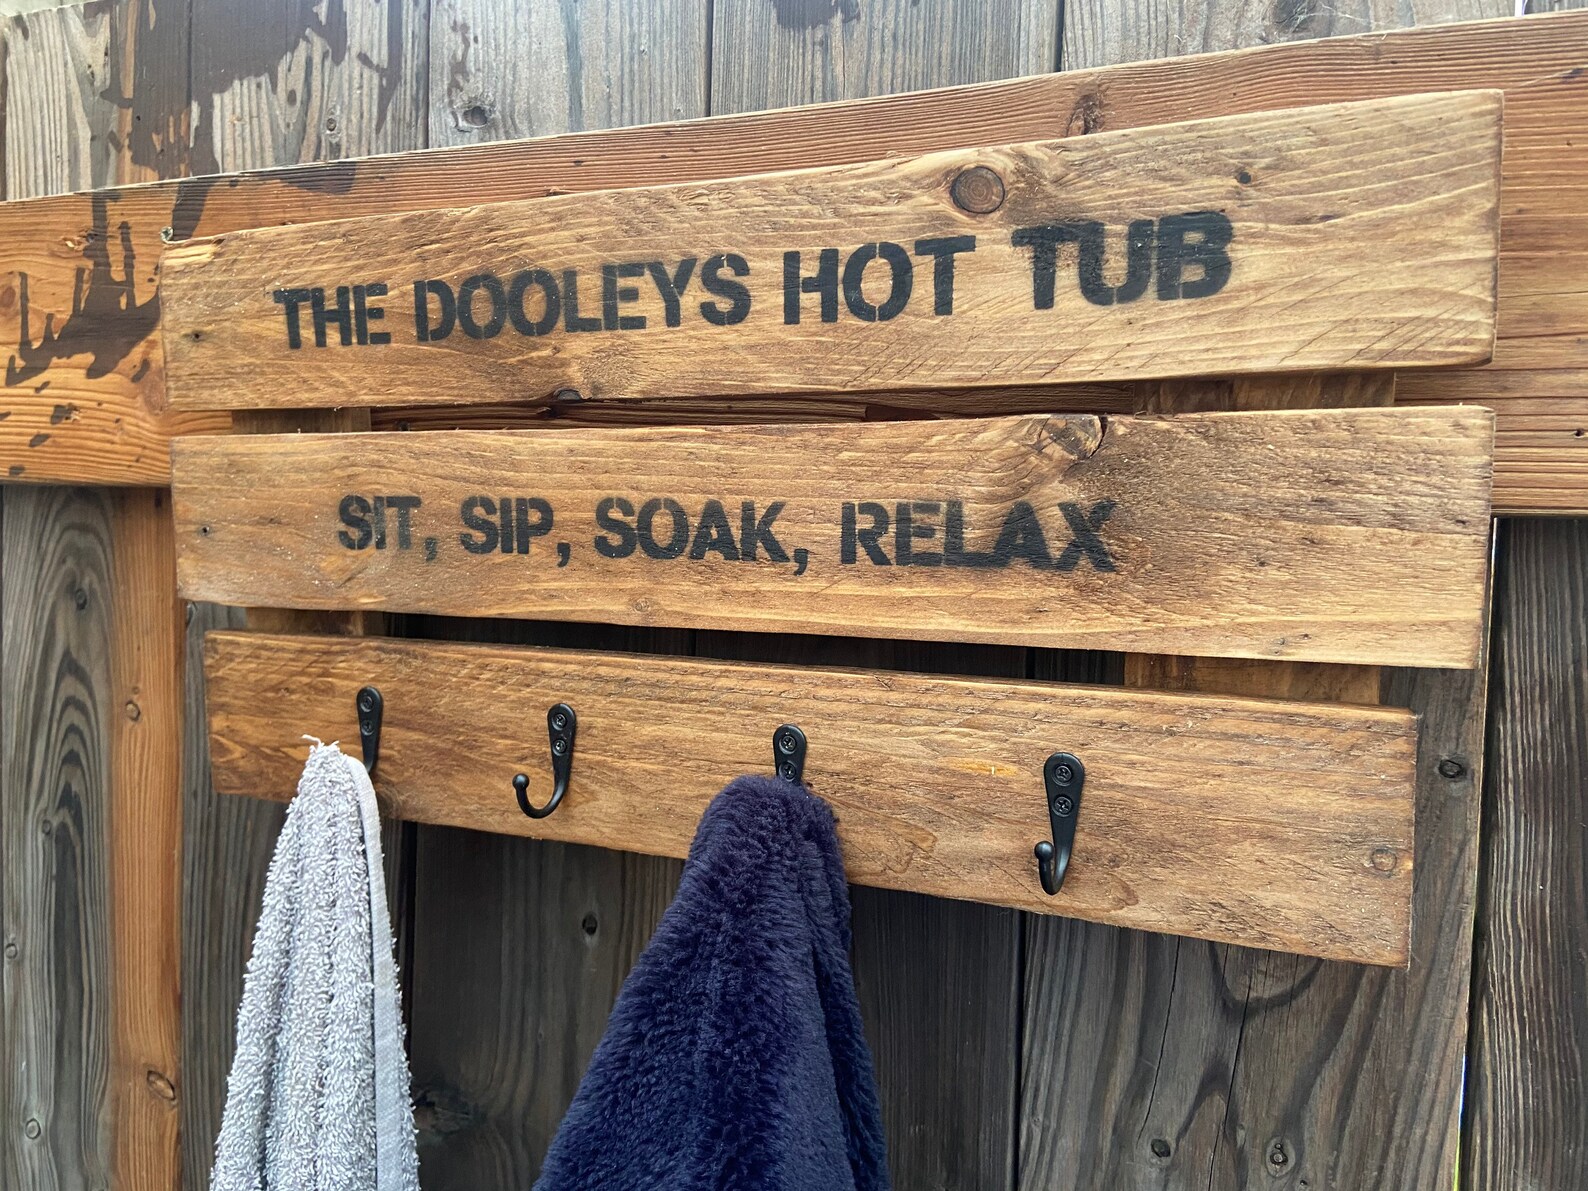 THE DOOLEYS HOT TUB
SIT, SIP, SOAK, RELAX